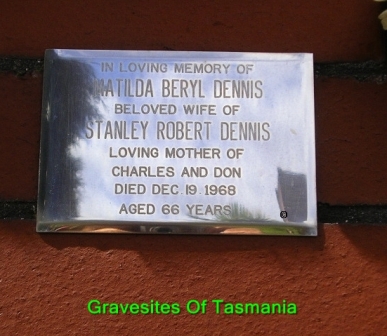 IN LOVING MEMORY OF
MATILDA BERYL DENNIS
BELOVED WIFE OF
STANLEY ROBERT DENNIS
LOVING MOTHER OF
CHARLES AND DON
DIED DEC 19 1968
AGED 66 YEARS
Gravesites Of Tasmania